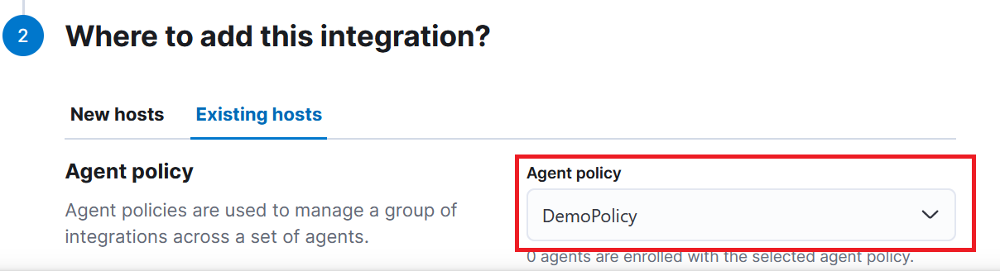 2
Where to add this integration?
New hosts
Existing hosts
Agent policy
Agent policies are used to manage a group of
integrations across a set of agents.
Agent policy
DemoPolicy
0 agents are enrolled with the selected agent policy.